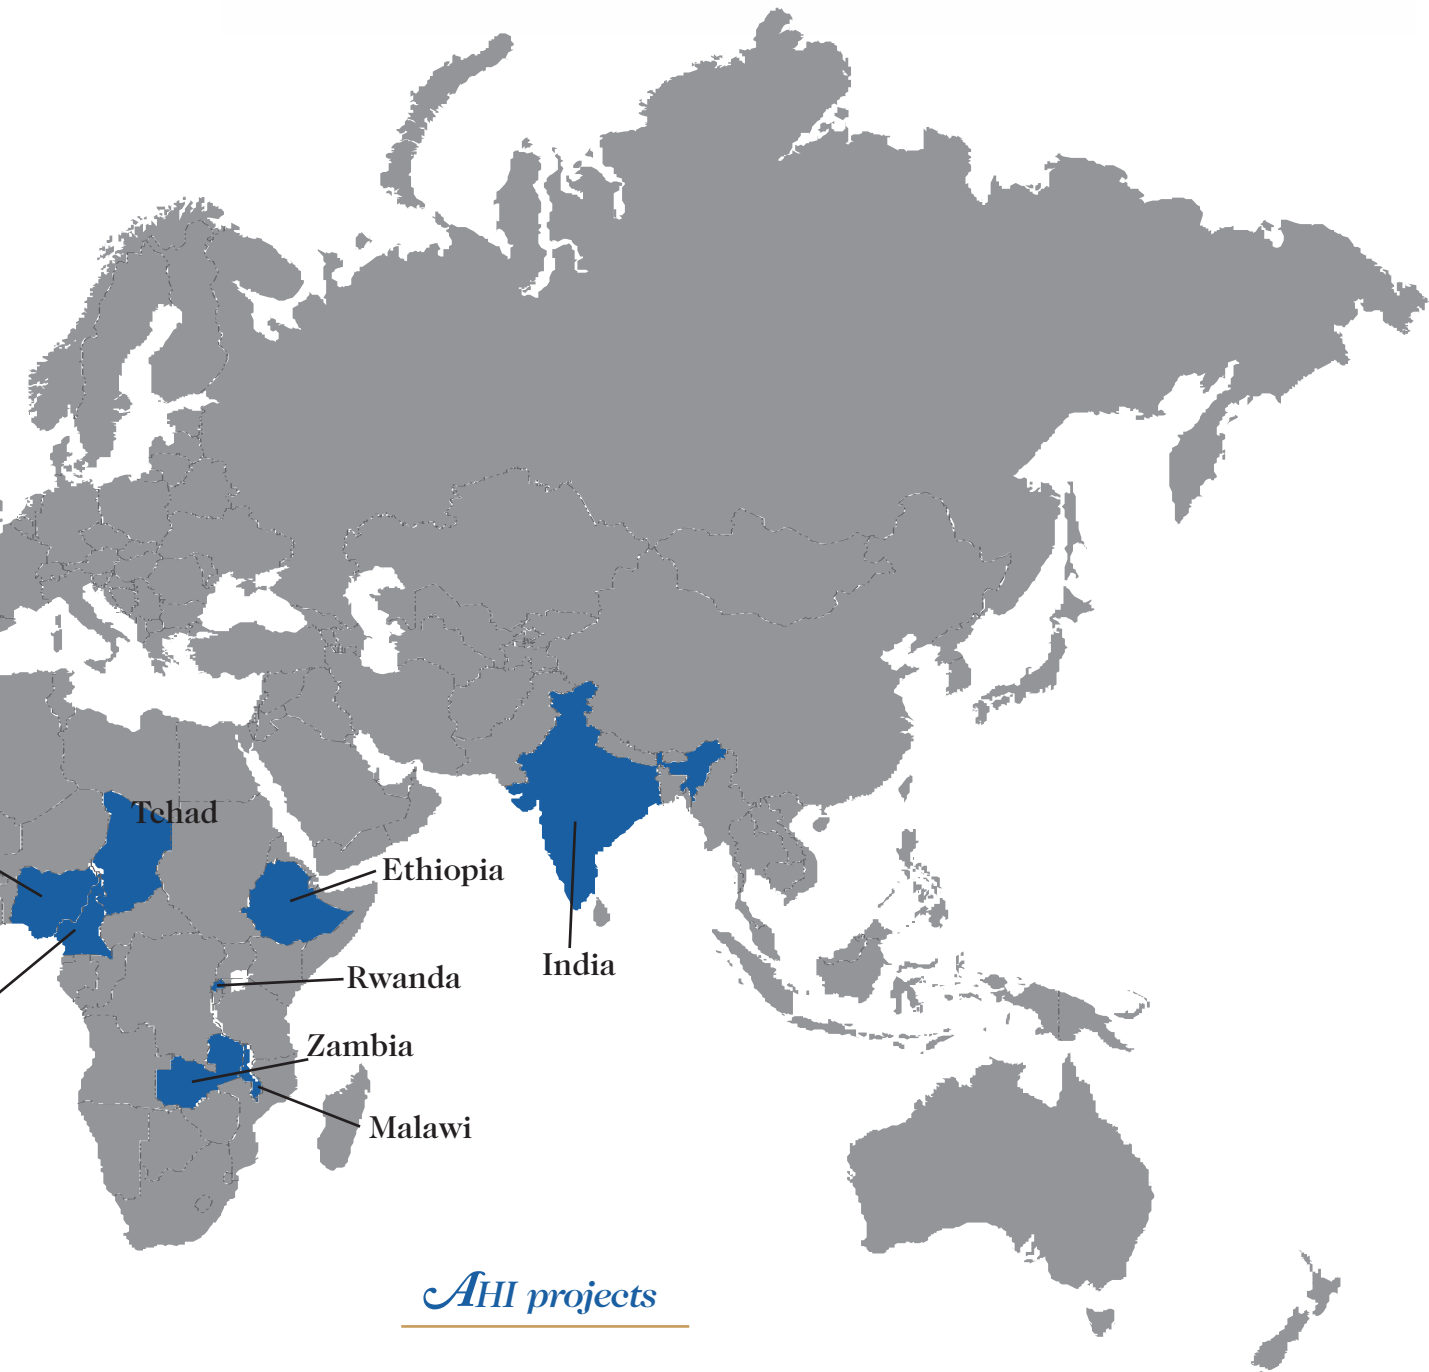 Tchad
Ethiopia
India
Rwanda
Zambia
Malawi
AHI projects